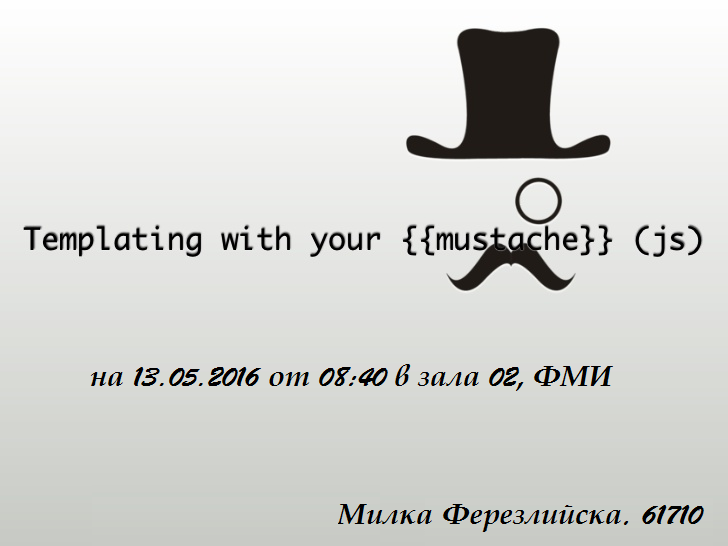 Templating with your {{mustache}} (js)
на 13.05.2016 от 08:40 в зала 02, ФМИ
Милка Ферезлийска. 61710